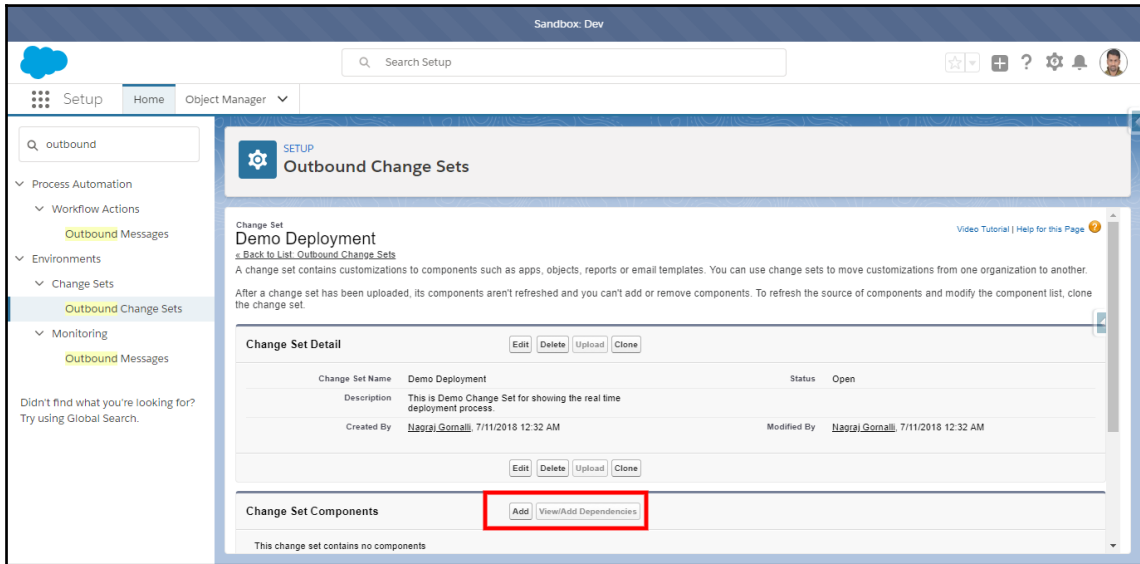 Sandbox: Dev
Search Setup
Setup
Home
Object Manager
outbound
Process Automation
Workflow Actions
Outbound Messages
Environments
Change Sets
Outbound Change Sets
Monitoring
Outbound Messages
Didn't find what you're looking for?
Try using Global Search.
SETUP
Outbound Change Sets
Change Set
Demo Deployment
Video Tutorial | Help for this Page
« Back to List: Outbound Change Sets
A change set contains customizations to components such as apps, objects, reports or email templates. You can use change sets to move customizations from one organization to another.
After a change set has been uploaded, its components aren't refreshed and you can't add or remove components. To refresh the source of components and modify the component list, clone
the change set.
Change Set Detail
Edit Delete Upload Clone
Change Set Name Demo Deployment
Status Open
Description This is Demo Change Set for showing the real time
deployment process.
Created By Nagraj Gornalli, 7/11/2018 12:32 AM
Modified By Nagraj Gornalli, 7/11/2018 12:32 AM
Edit Delete Upload Clone
Change Set Components
Add View/Add Dependencies
This change set contains no components